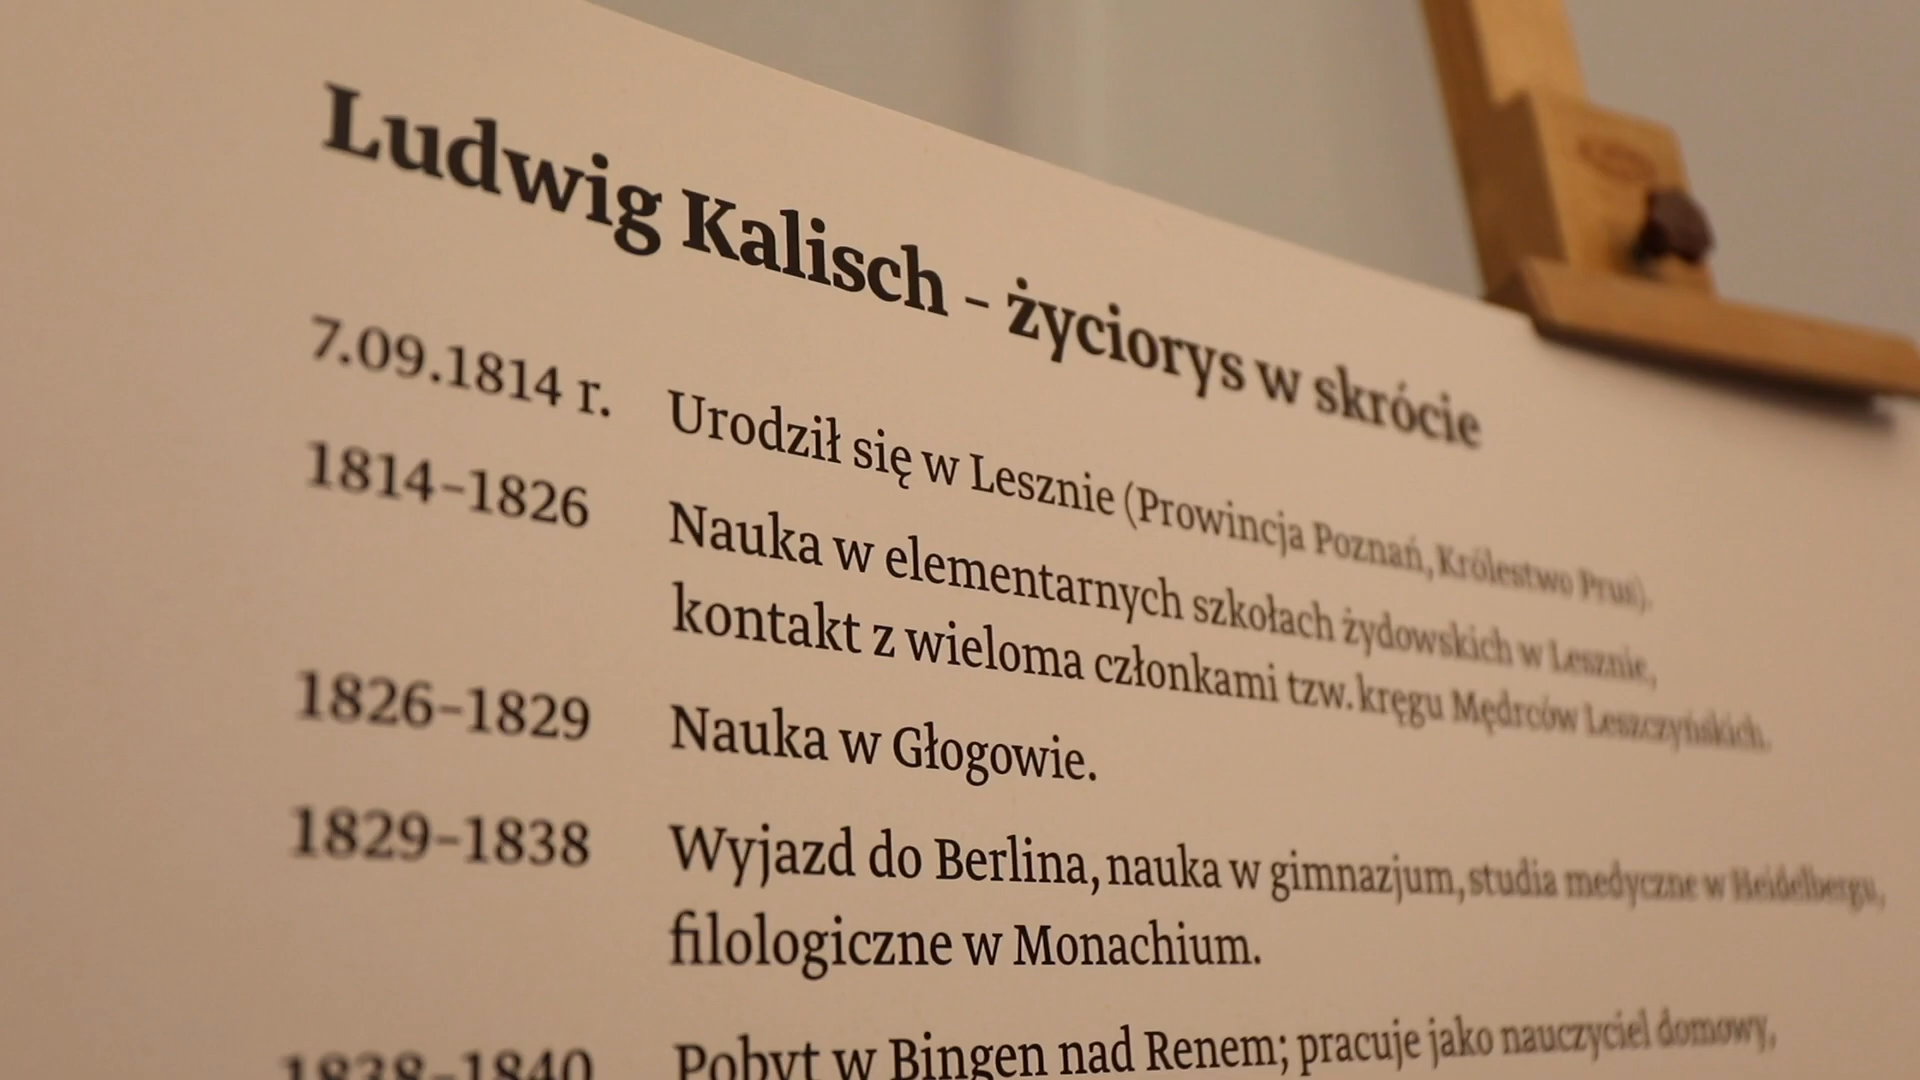 Ludwig Kalisch – życiorys w skrócie
7.09.1814 r. Urodził się w Lesznie (Prowincja Poznań, Królestwo Prus).
1814–1826 Nauka w elementarnych szkołach żydowskich w Lesznie,
kontakt z wieloma członkami tzw. kręgu Mędrców Leszczyńskich.
1826–1829 Nauka w Głogowie.
1829–1838 Wyjazd do Berlina, nauka w gimnazjum, studia medyczne w Heidelbergu,
filologiczne w Monachium.
1838–1840 Pobyt w Bingen nad Renem; pracuje jako nauczyciel domowy,